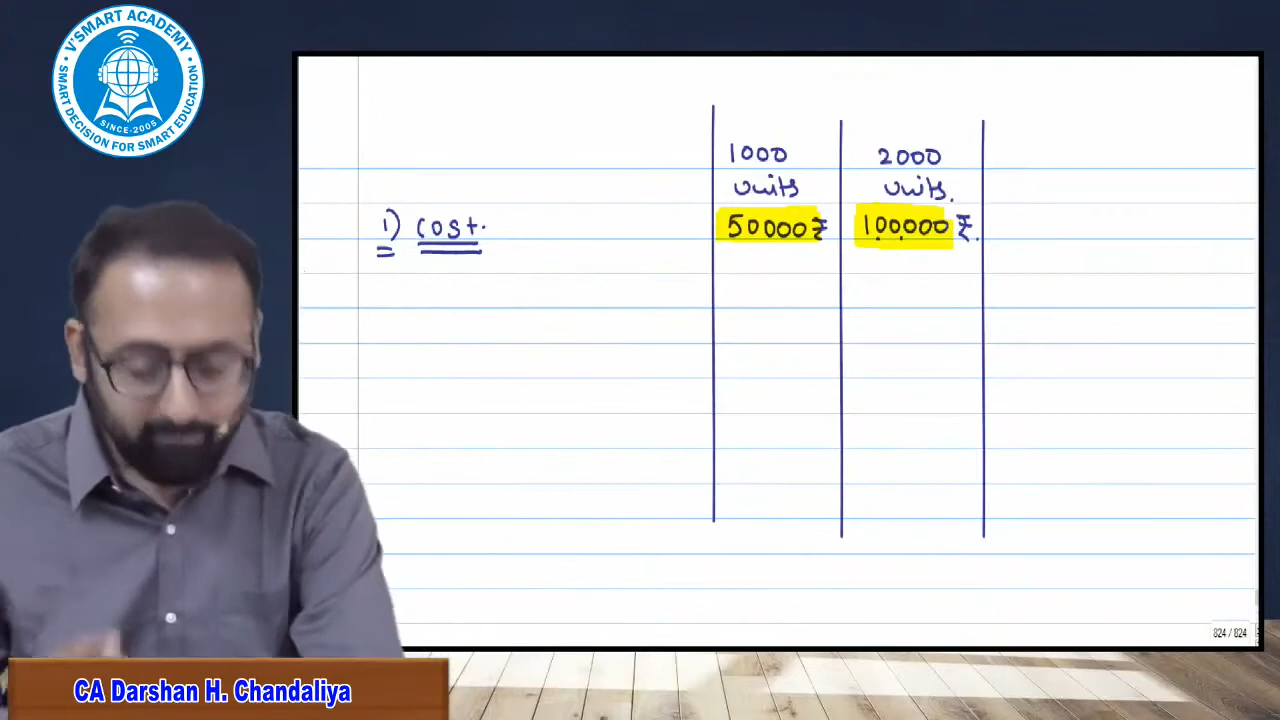 V'SMART ACADEMY
SINCE-2005
SMART DECISION FOR SMART EDUCATION
1000 2000
units units.
1) cost. 50000₹ 100,000 ₹.
824 / 824
CA Darshan H. Chandaliya